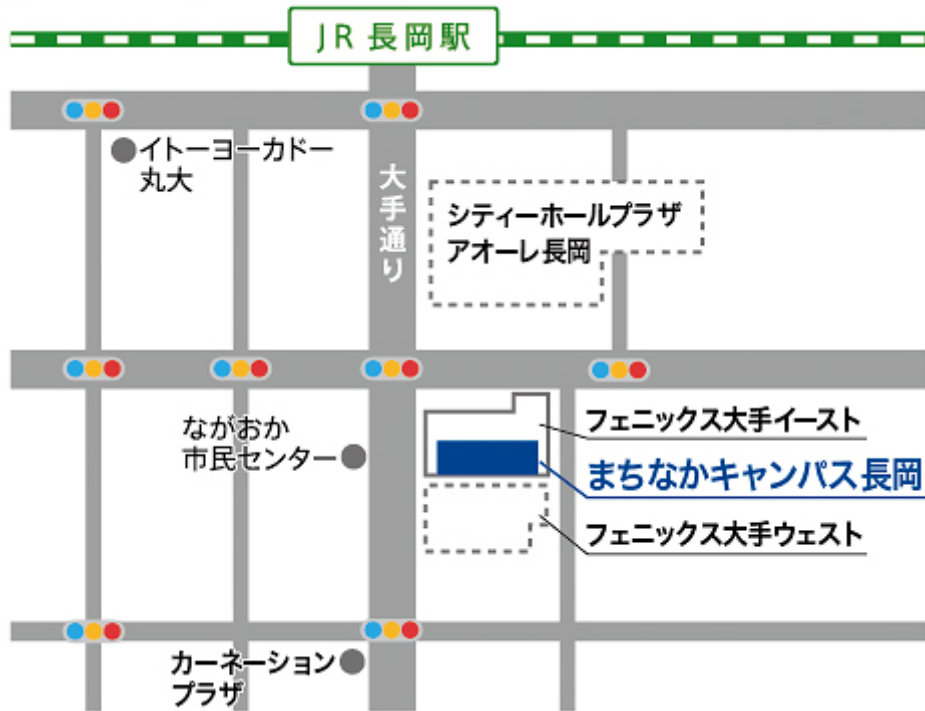 JR 長岡駅
イトーヨーカドー
丸大
大手通り
シティーホールプラザ
アオーレ長岡
ながおか
市民センター
フェニックス大手イースト
まちなかキャンパス長岡
フェニックス大手ウェスト
カーネーション
プラザ